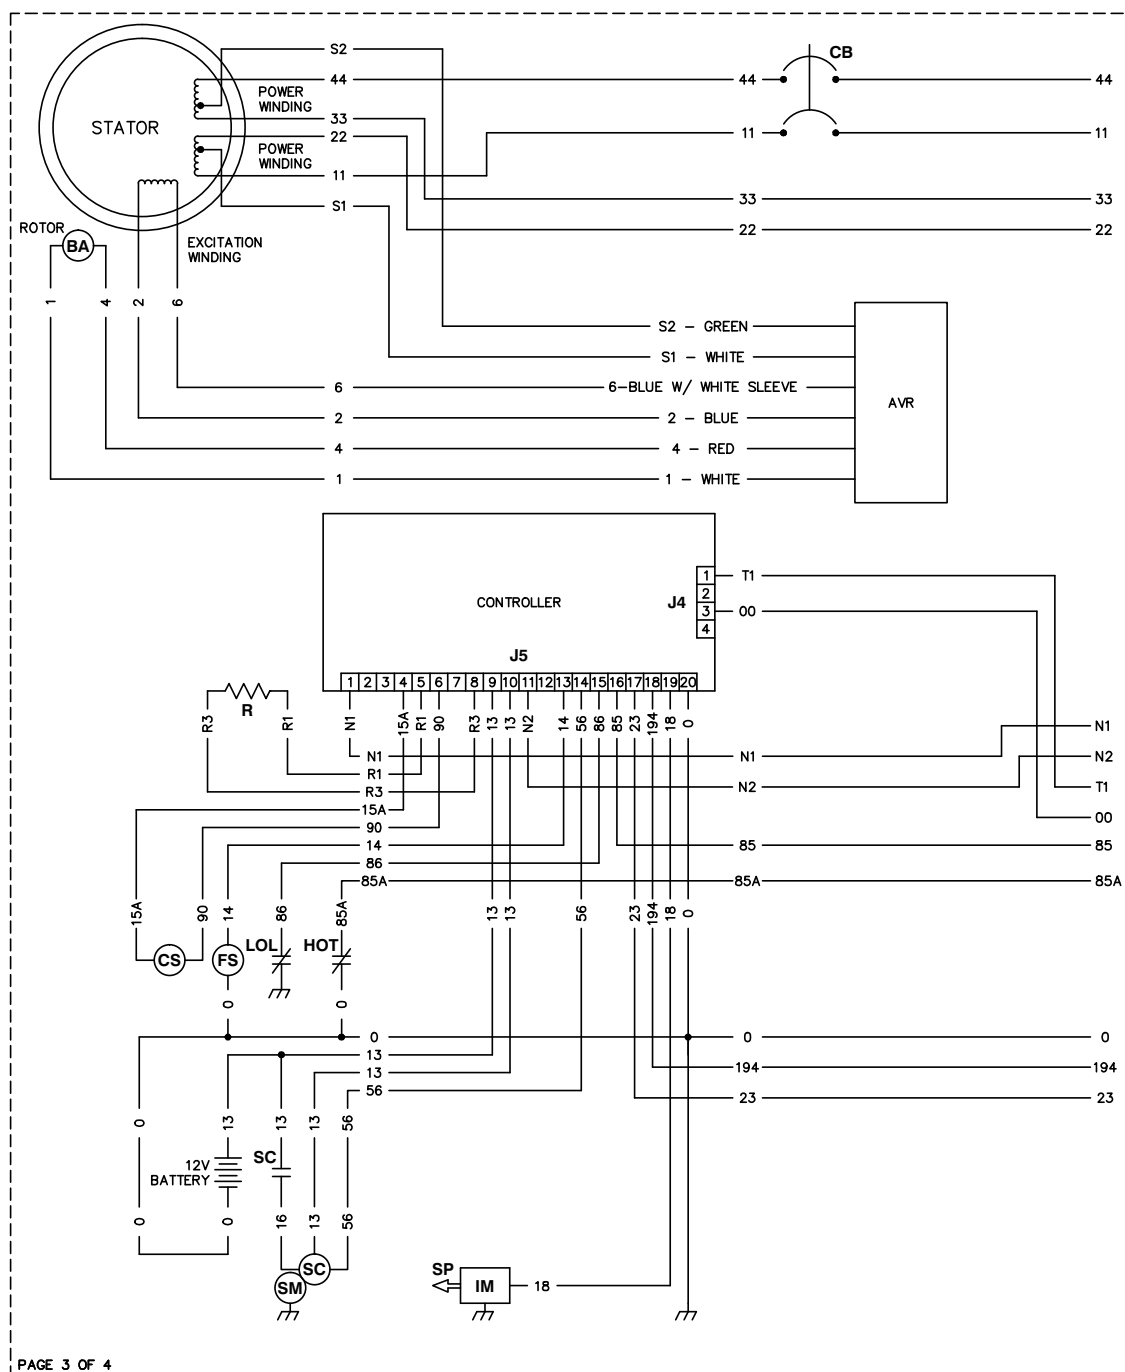 S2
CB
44 44 44
POWER
WINDING
STATOR
33
22
11 11
POWER
WINDING
11
33 33
S1
ROTOR
22 22
BA
EXCITATION
WINDING
1 4 2 6
S2 - GREEN
S1 - WHITE
6 6-BLUE W/ WHITE SLEEVE
AVR
2 2 - BLUE
4 4 - RED
1 1 - WHITE
1 T1
2
CONTROLLER J4
3 00
4
J5
1 2 3 4 5 6 7 8 9 10 11 12 13 14 15 16 17 18 19 20
R
R3 R1 N1 15A R1 90 R3 13 13 N2 14 56 86 85 23 194 18 0
N1
N1 N1
N2
R1
N2
T1
R3
15A
00
90
14 85 85
86
85A 85A 85A
15A 90 14 86 85A 13 13 56 23 194 18 0
LOL HOT
CS FS
0 0
0 0 0
13
194 194
13
56
23 23
0 13 13 13 56
SC
12V
BATTERY
0 0 16 13 56
SC
SP
SM IM 18
PAGE 3 OF 4